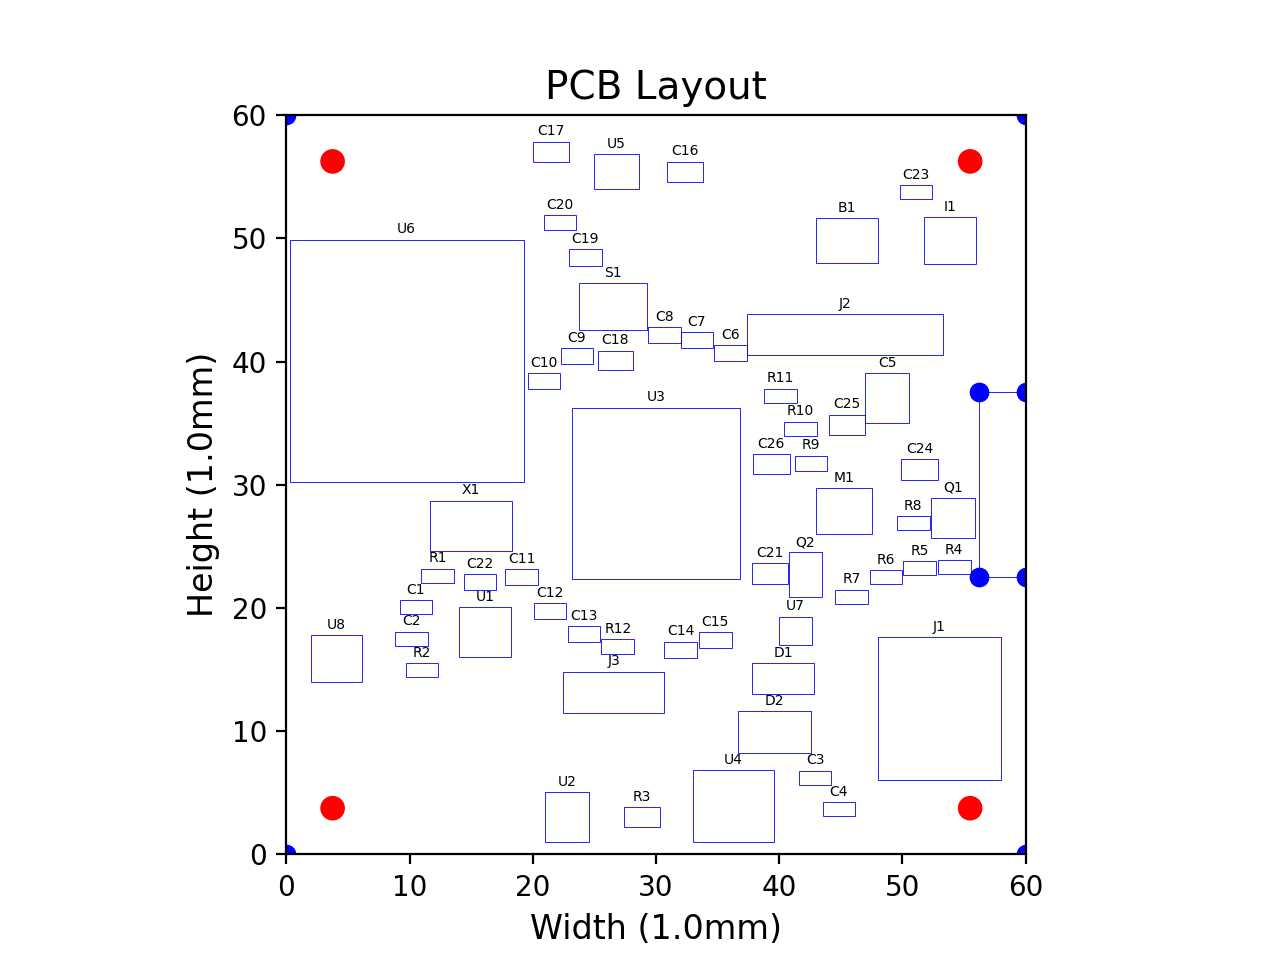 PCB Layout
60
C17
U5
C16
C23
C20
B1
I1
U6
50
C19
S1
J2
C8
C7
C6
C9
C18
40
C10
C5
R11
U3
C25
R10
C26
R9
C24
30
X1
M1
Q1
R8
Q2
R1
C22
C11
C21
R6
R5
R4
R7
C1
U1
C12
U7
20
C2
U8
C13
R12
C14
C15
J1
R2
J3
D1
D2
10
U4
C3
U2
R3
C4
0
0 10 20 30 40 50 60
Width (1.0mm)
Height (1.0mm)